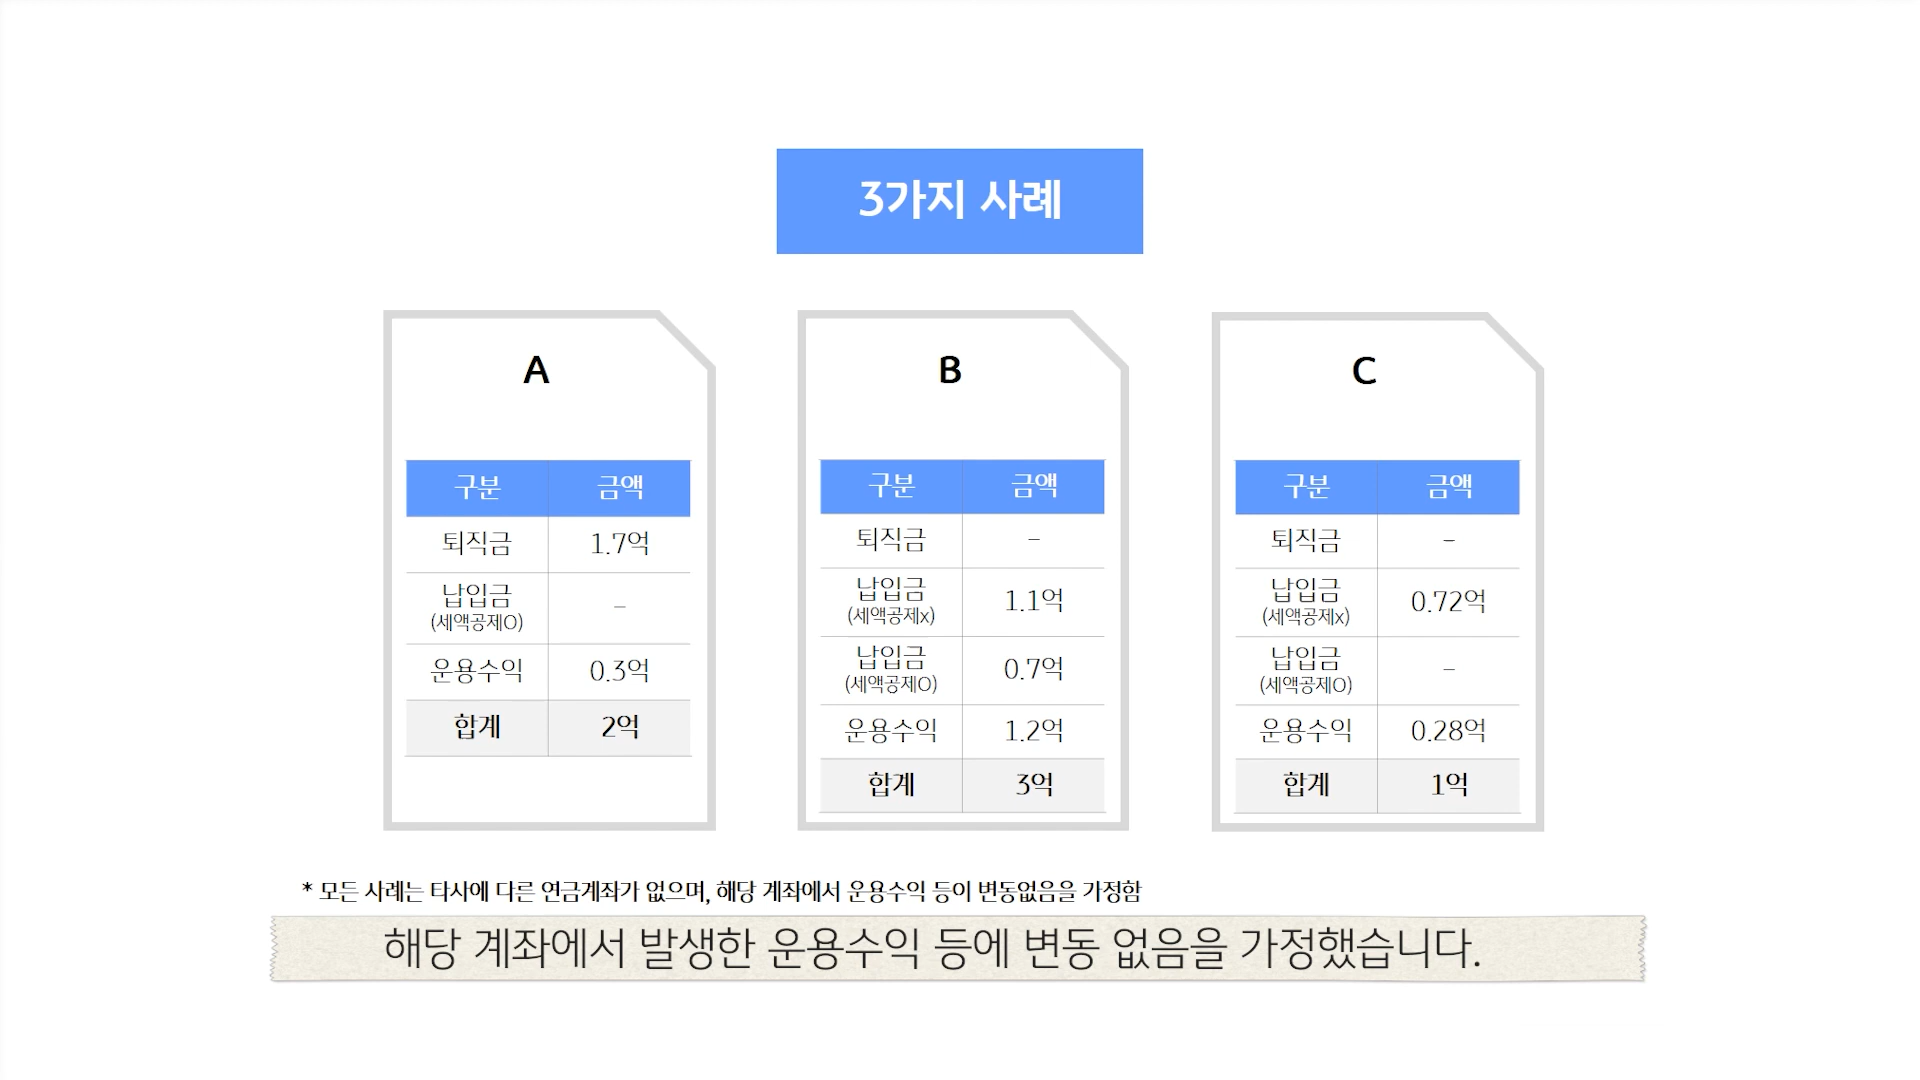 3가지 사례
A
구분 금액
퇴직금 1.7억
납입금 –
(세액공제O)
운용수익 0.3억
합계 2억
B
구분 금액
퇴직금 –
납입금 1.1억
(세액공제x)
납입금 0.7억
(세액공제O)
운용수익 1.2억
합계 3억
C
구분 금액
퇴직금 –
납입금 0.72억
(세액공제x)
납입금 –
(세액공제O)
운용수익 0.28억
합계 1억
* 모든 사례는 타사에 다른 연금계좌가 없으며, 해당 계좌에서 운용수익 등이 변동없음을 가정함
해당 계좌에서 발생한 운용수익 등에 변동 없음을 가정했습니다.